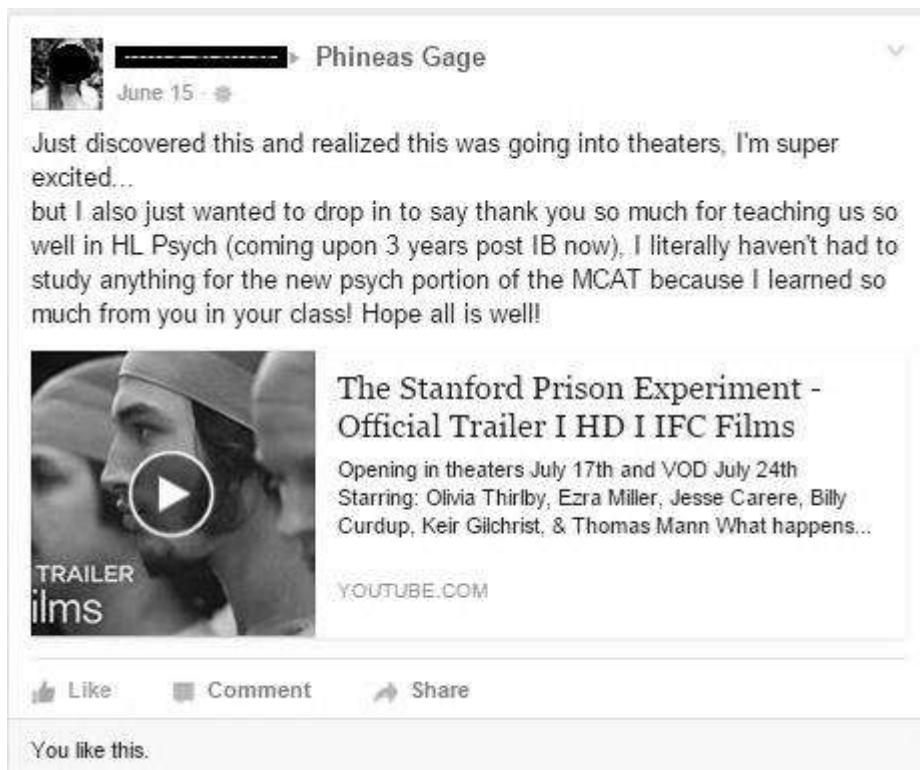 Phineas Gage
June 15
Just discovered this and realized this was going into theaters, I'm super
excited...
but I also just wanted to drop in to say thank you so much for teaching us so
well in HL Psych (coming upon 3 years post IB now), I literally haven't had to
study anything for the new psych portion of the MCAT because I learned so
much from you in your class! Hope all is well!
TRAILER
ilms
The Stanford Prison Experiment -
Official Trailer I HD I IFC Films
Opening in theaters July 17th and VOD July 24th
Starring: Olivia Thirlby, Ezra Miller, Jesse Carere, Billy
Curdup, Keir Gilchrist, & Thomas Mann What happens...
YOUTUBE.COM
Like Comment Share
You like this.